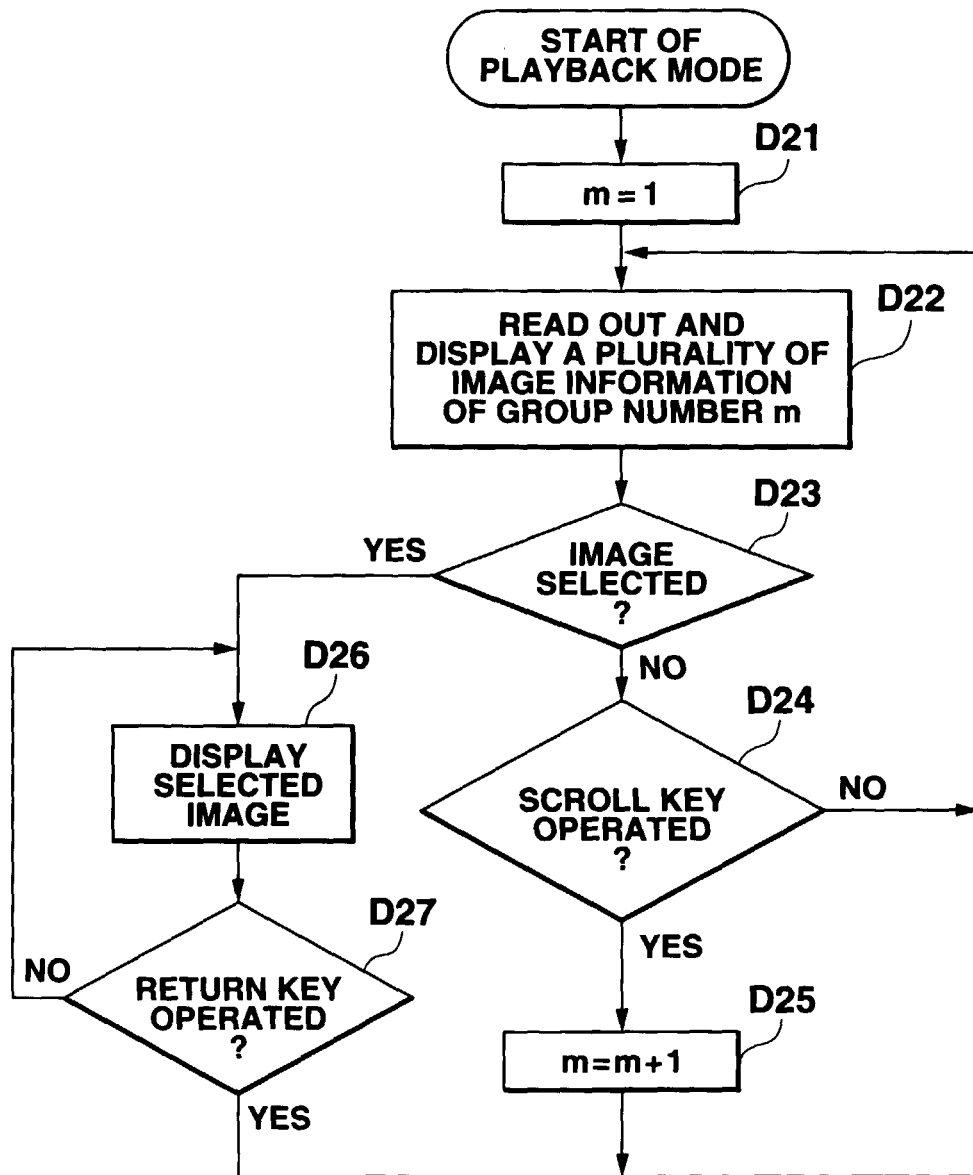 START OF
PLAYBACK MODE
D21
m = 1
D22
READ OUT AND
DISPLAY A PLURALITY OF
IMAGE INFORMATION
OF GROUP NUMBER m
D23
YES
IMAGE
SELECTED
?
NO
D26
D24
DISPLAY
SELECTED
IMAGE
SCROLL KEY
OPERATED
?
NO
D27
YES
NO
RETURN KEY
OPERATED
?
D25
m=m+1
YES